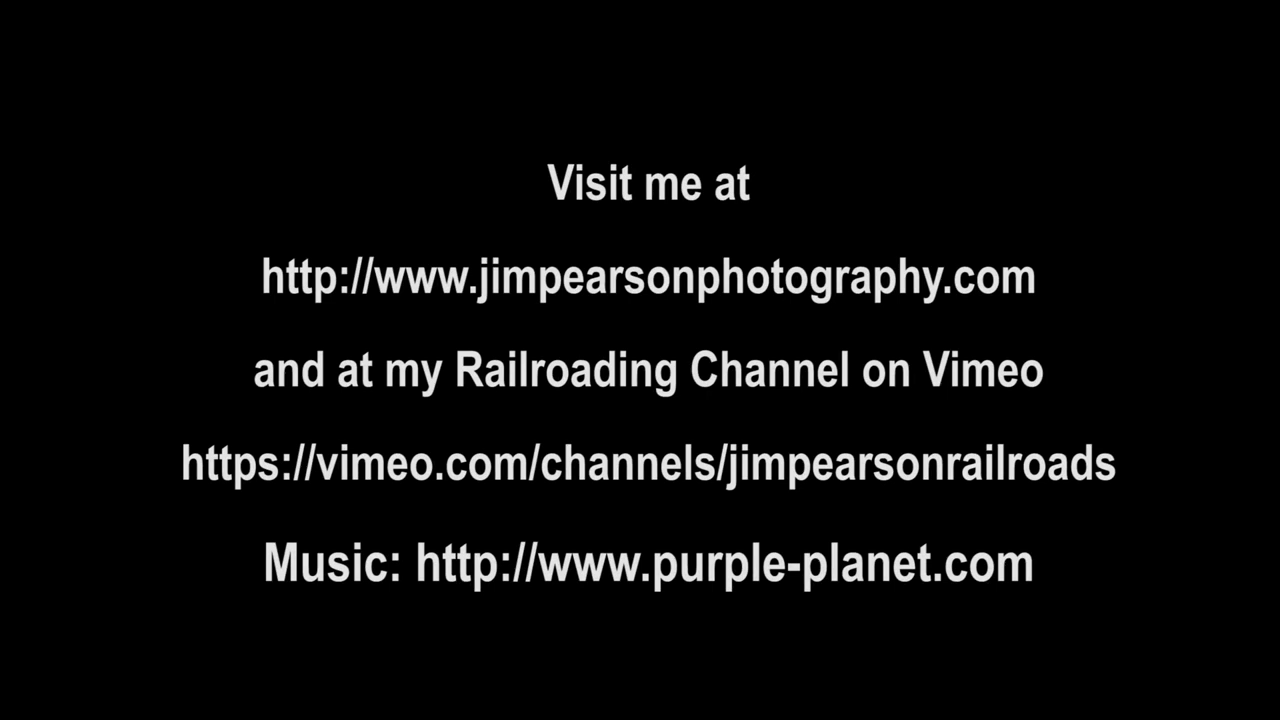 Visit me at
http://www.jimpearsonphotography.com
and at my Railroading Channel on Vimeo
https://vimeo.com/channels/jimpearsonrailroads
Music: http://www.purple-planet.com